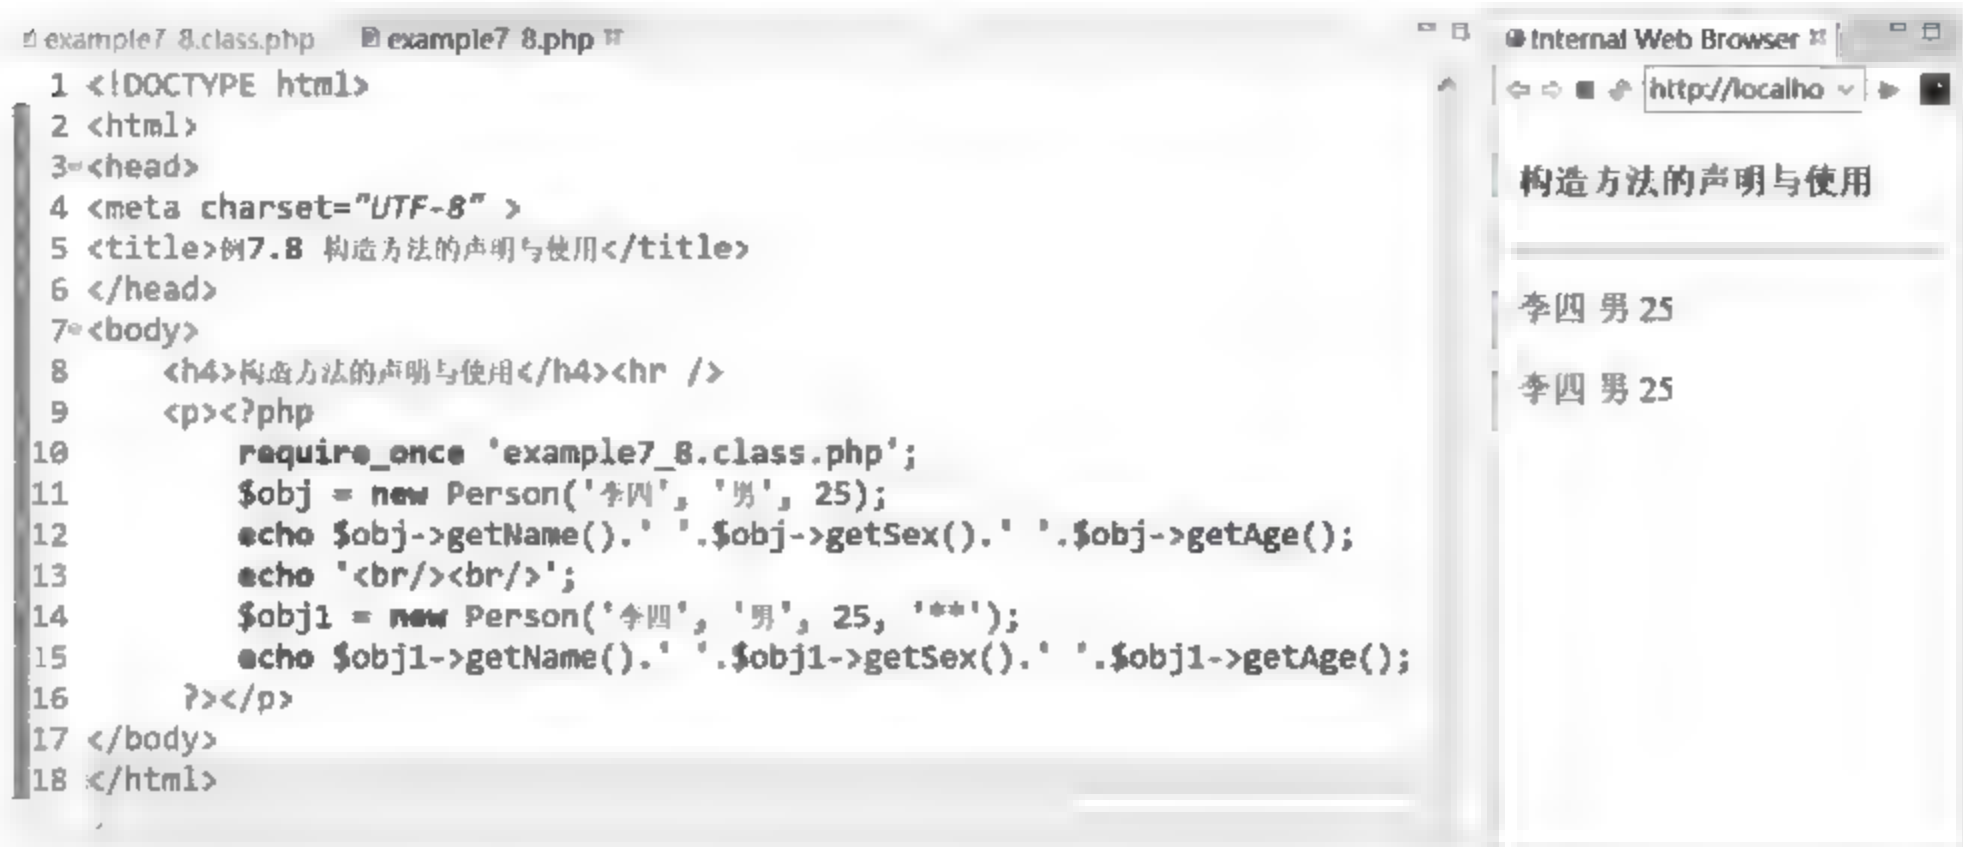 example7_8.class.php
example7_8.php
1 <!DOCTYPE html>
2 <html>
3 <head>
4 <meta charset="UTF-8" >
5 <title>例7.8 构造方法的声明与使用</title>
6 </head>
7 <body>
8 <h4>构造方法的声明与使用</h4><hr />
9 <p><?php
10 require_once 'example7_8.class.php';
11 $obj = new Person('李四', '男', 25);
12 echo $obj->getName().' '.$obj->getSex().' '.$obj->getAge();
13 echo '<br/><br/>';
14 $obj1 = new Person('李四', '男', 25, '**');
15 echo $obj1->getName().' '.$obj1->getSex().' '.$obj1->getAge();
16 ?></p>
17 </body>
18 </html>
Internal Web Browser
http://localho
构造方法的声明与使用
李四 男 25
李四 男 25